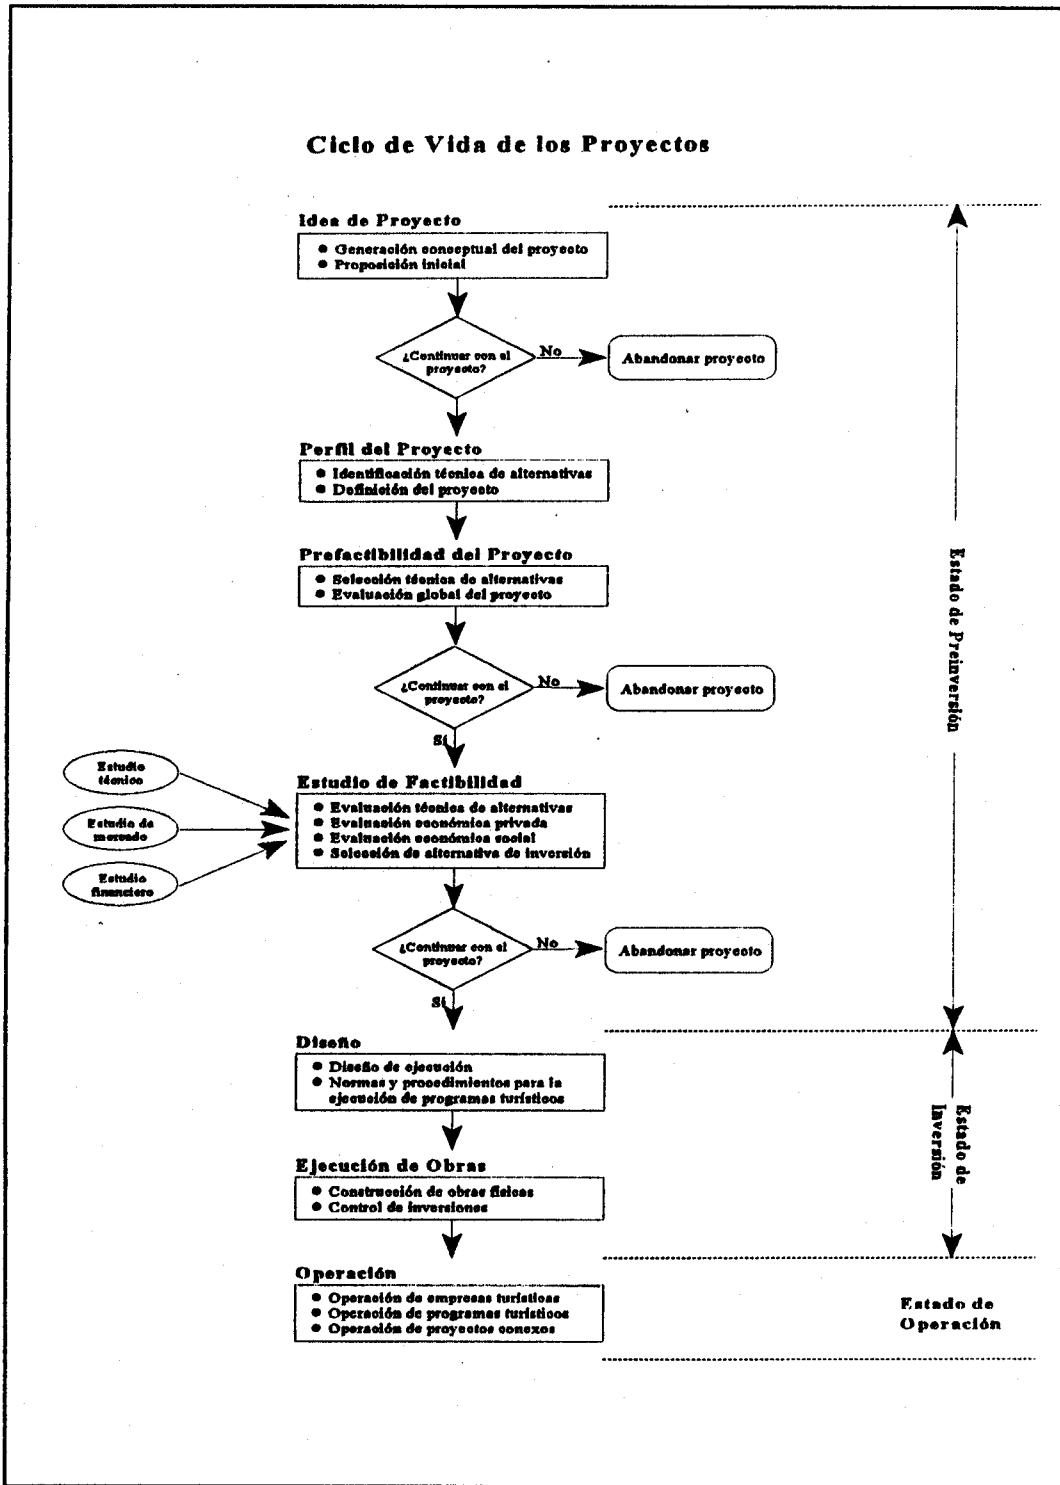 Ciclo de Vida de los Proyectos
Idea de Proyecto
● Generación conceptual del proyecto
● Proposición inicial
¿Continuar con el
proyecto?
No
Abandonar proyecto
Perfil del Proyecto
● Identificación técnica de alternativas
● Definición del proyecto
Prefactibilidad del Proyecto
● Selección técnica de alternativas
● Evaluación global del proyecto
¿Continuar con el
proyecto?
No
Abandonar proyecto
Sí
Estudio
técnico
Estudio de
mercado
Estudio
financiero
Estudio de Factibilidad
● Evaluación técnica de alternativas
● Evaluación económica privada
● Evaluación económica social
● Selección de alternativa de inversión
¿Continuar con el
proyecto?
No
Abandonar proyecto
Sí
Estado de Preinversión
Diseño
● Diseño de ejecución
● Normas y procedimientos para la
ejecución de programas turísticos
Ejecución de Obras
● Construcción de obras físicas
● Control de inversiones
Estado de
Inversión
Operación
● Operación de empresas turísticas
● Operación de programas turísticos
● Operación de proyectos conexos
Estado de
Operación